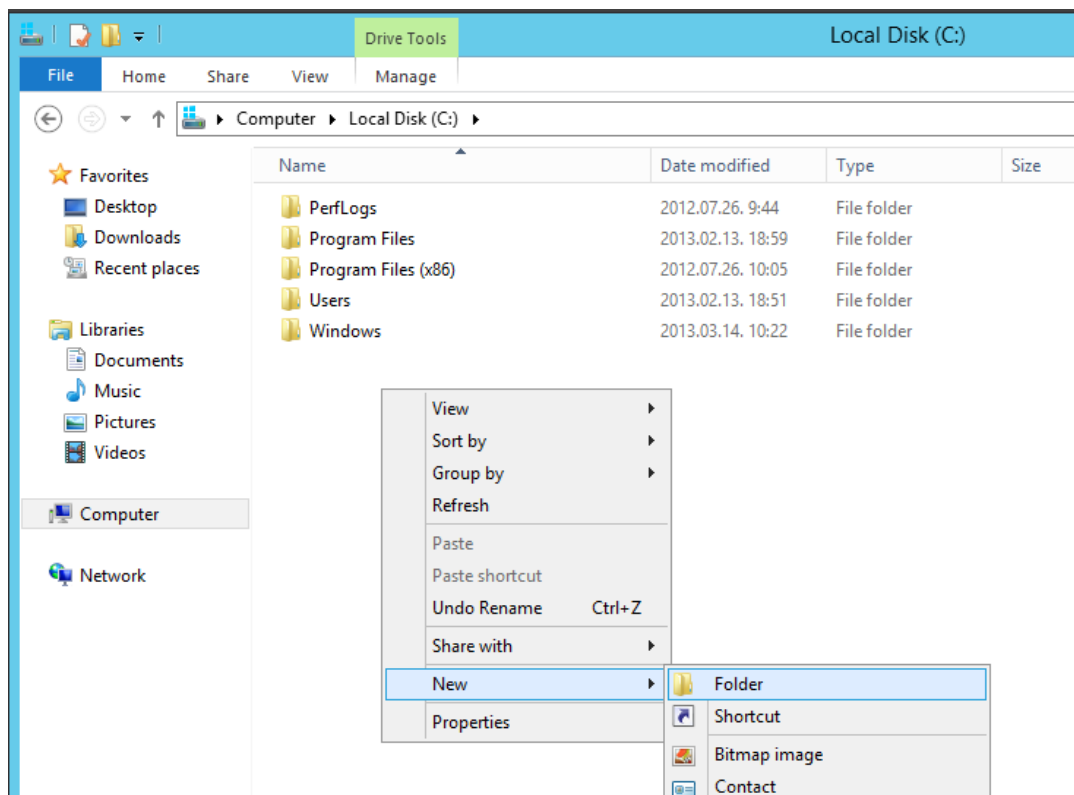 Drive Tools
Local Disk (C:)
File Home Share View Manage
Computer Local Disk (C:)
Name Date modified Type Size
Favorites
Desktop
Downloads
Recent places
Libraries
Documents
Music
Pictures
Videos
Computer
Network
PerfLogs 2012.07.26. 9:44 File folder
Program Files 2013.02.13. 18:59 File folder
Program Files (x86) 2012.07.26. 10:05 File folder
Users 2013.02.13. 18:51 File folder
Windows 2013.03.14. 10:22 File folder
View
Sort by
Group by
Refresh
Paste
Paste shortcut
Undo Rename Ctrl+Z
Share with
New
Properties
Folder
Shortcut
Bitmap image
Contact